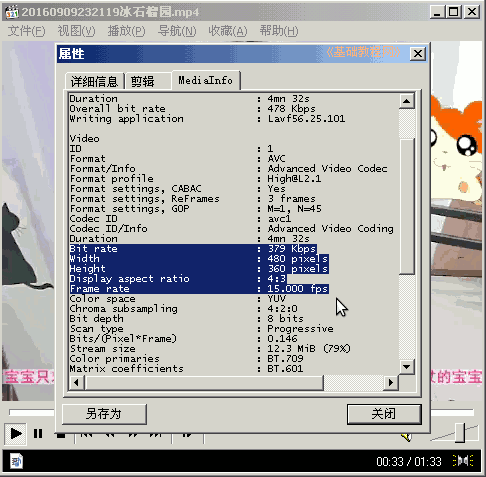 20160909232119冰石榴园.mp4
文件(F) 视图(V) 播放(P) 导航(N) 收藏(A) 帮助(H)
属性
详细信息 剪辑 MediaInfo
Duration : 4mn 32s
Overall bit rate : 478 Kbps
Writing application : Lavf56.25.101
Video
ID : 1
Format : AVC
Format/Info : Advanced Video Codec
Format profile : High@L2.1
Format settings, CABAC : Yes
Format settings, ReFrames : 3 frames
Format settings, GOP : M=1, N=45
Codec ID : avc1
Codec ID/Info : Advanced Video Coding
Duration : 4mn 32s
Bit rate : 379 Kbps
Width : 480 pixels
Height : 360 pixels
Display aspect ratio : 4:3
Frame rate : 15.000 fps
Color space : YUV
Chroma subsampling : 4:2:0
Bit depth : 8 bits
Scan type : Progressive
Bits/(Pixel*Frame) : 0.146
Stream size : 12.3 MiB (79%)
Color primaries : BT.709
Matrix coefficients : BT.601
宝宝只 的宝宝
另存为 关闭
00:33 / 01:33